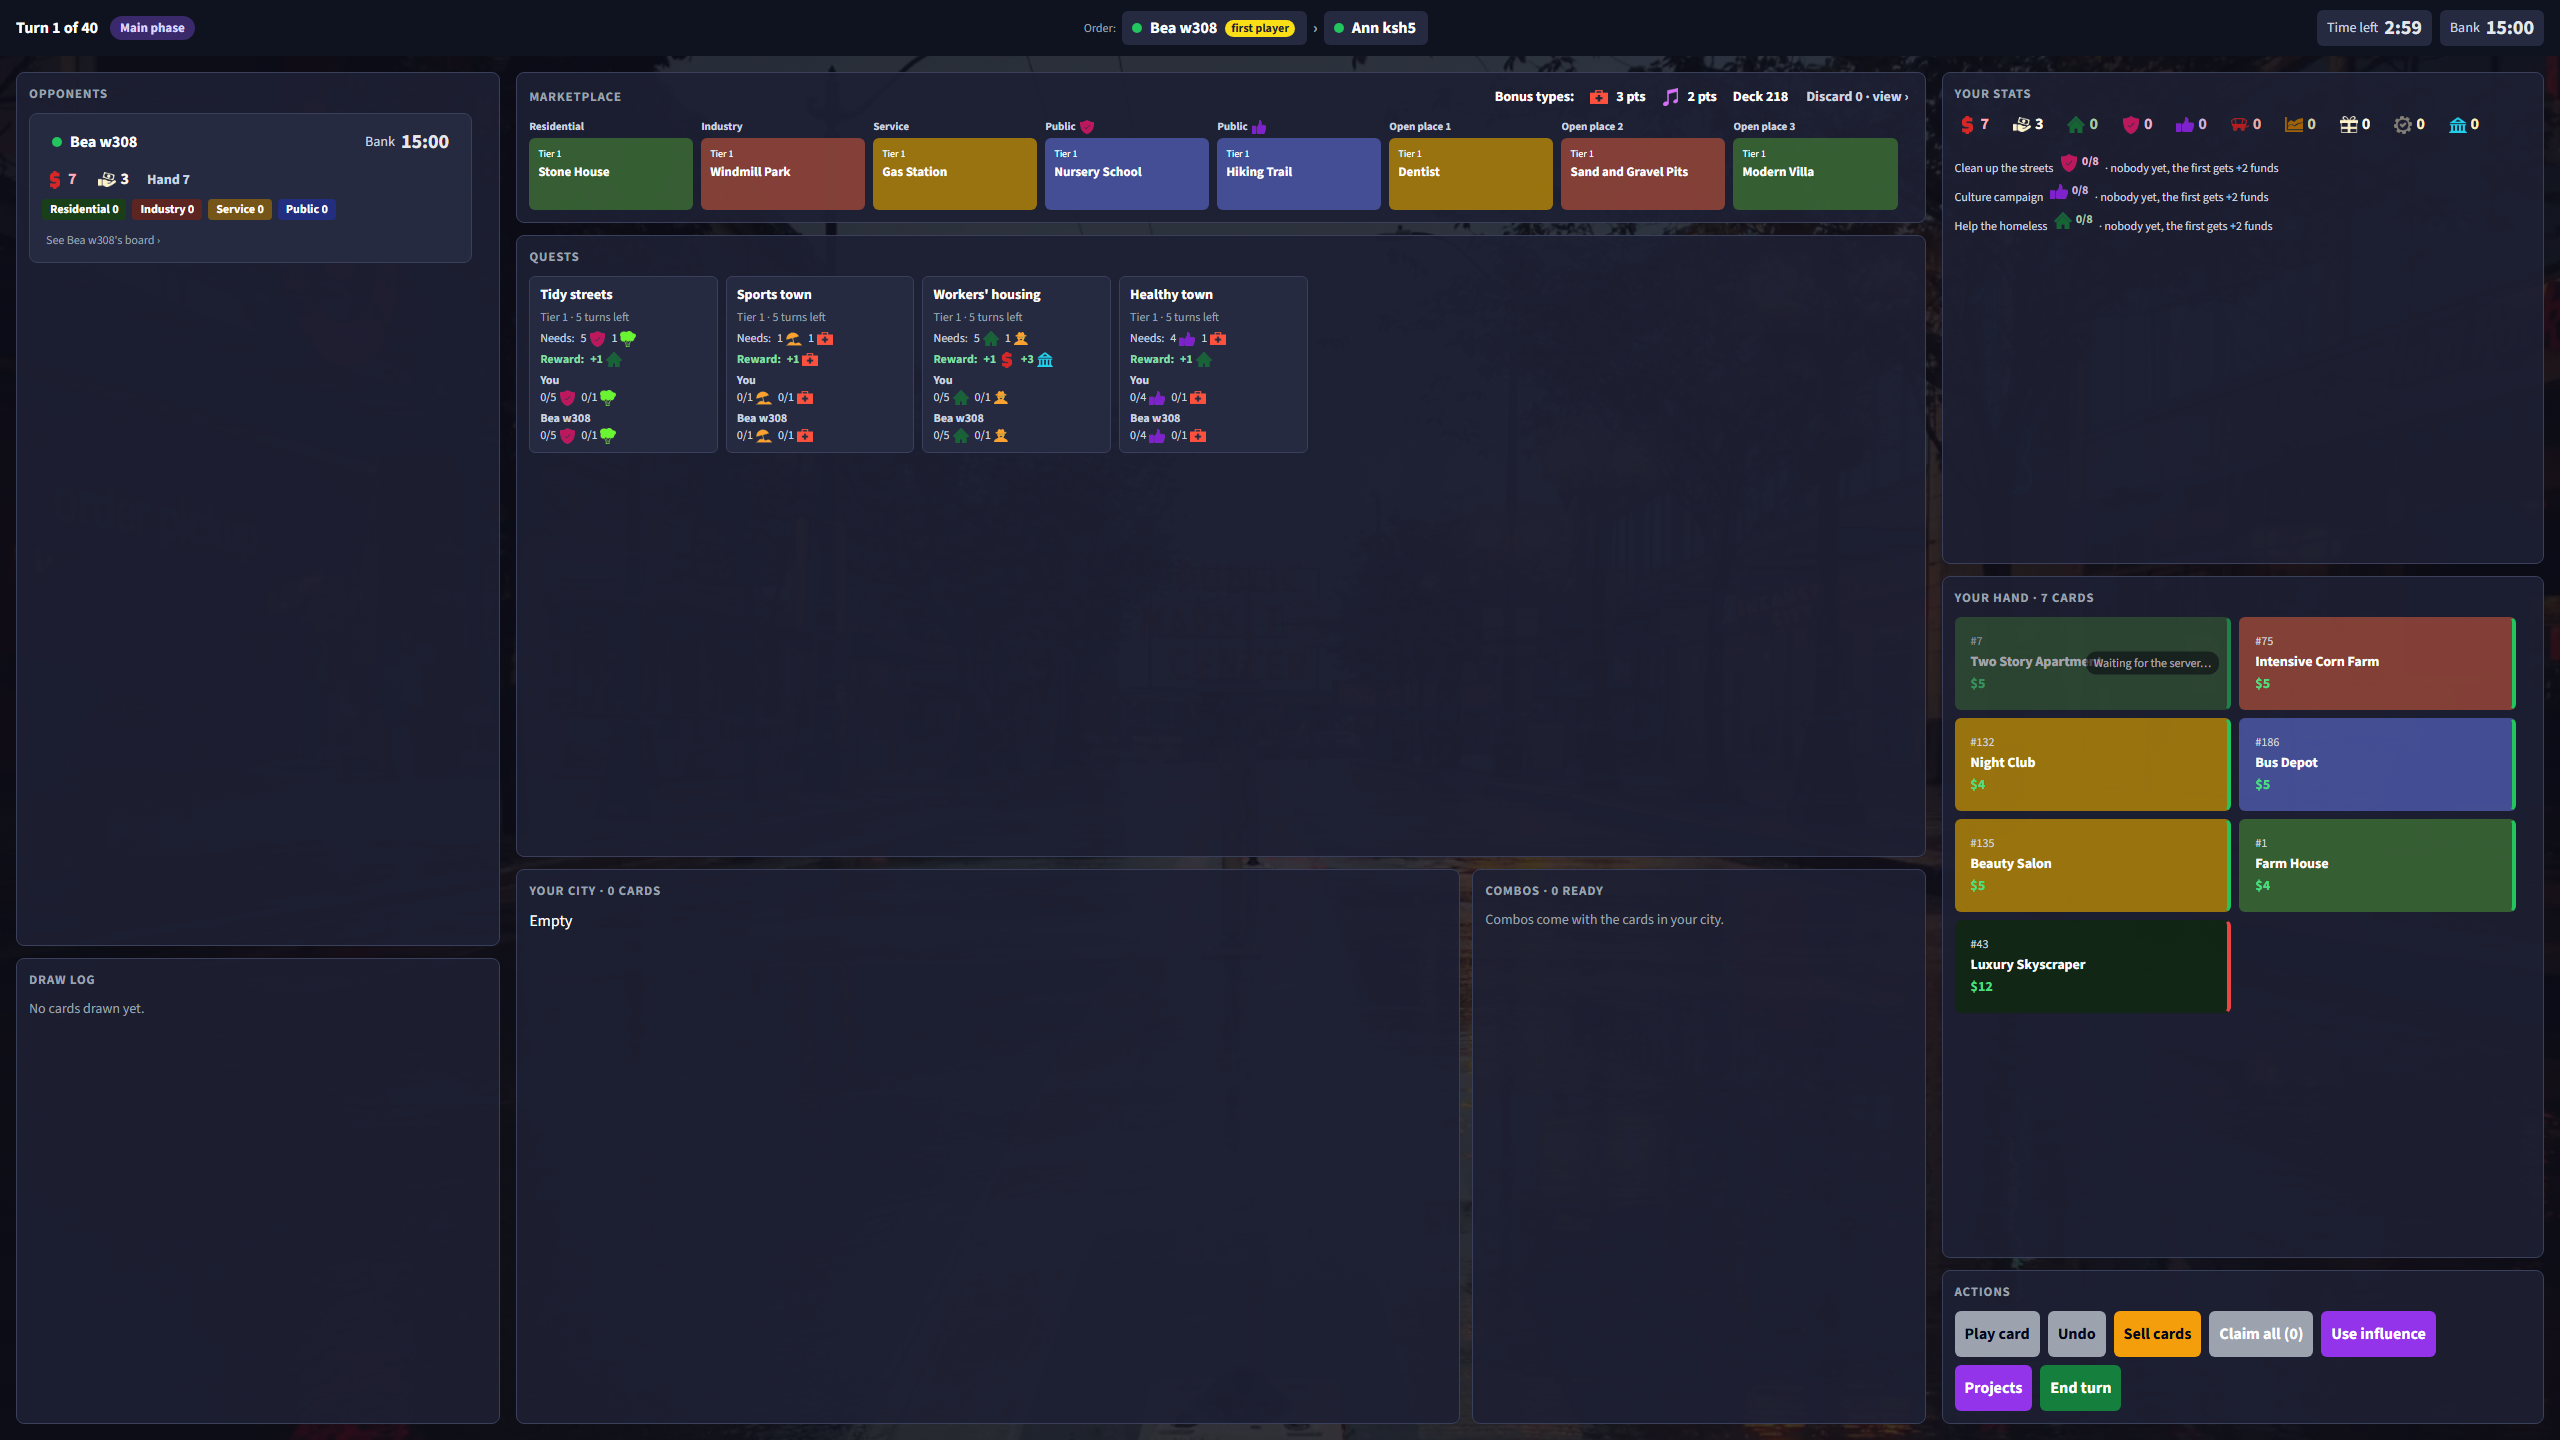 Turn 1 of 40 Main phase
Order: Bea w308 first player › Ann ksh5
Time left 2:59 Bank 15:00
OPPONENTS
Bea w308 Bank 15:00
7 3 Hand 7
Residential 0 Industry 0 Service 0 Public 0
See Bea w308's board ›
DRAW LOG
No cards drawn yet.
MARKETPLACE
Bonus types: 3 pts 2 pts Deck 218 Discard 0 · view ›
Residential Industry Service Public Public Open place 1 Open place 2 Open place 3
Tier 1 Tier 1 Tier 1 Tier 1 Tier 1 Tier 1 Tier 1 Tier 1
Stone House Windmill Park Gas Station Nursery School Hiking Trail Dentist Sand and Gravel Pits Modern Villa
QUESTS
Tidy streets
Tier 1 · 5 turns left
Needs: 5 1
Reward: +1
You
0/5 0/1
Bea w308
0/5 0/1
Sports town
Tier 1 · 5 turns left
Needs: 1 1
Reward: +1
You
0/1 0/1
Bea w308
0/1 0/1
Workers' housing
Tier 1 · 5 turns left
Needs: 5 1
Reward: +1 +3
You
0/5 0/1
Bea w308
0/5 0/1
Healthy town
Tier 1 · 5 turns left
Needs: 4 1
Reward: +1
You
0/4 0/1
Bea w308
0/4 0/1
YOUR CITY · 0 CARDS
Empty
COMBOS · 0 READY
Combos come with the cards in your city.
YOUR STATS
7 3 0 0 0 0 0 0 0 0
Clean up the streets 0/8 · nobody yet, the first gets +2 funds
Culture campaign 0/8 · nobody yet, the first gets +2 funds
Help the homeless 0/8 · nobody yet, the first gets +2 funds
YOUR HAND · 7 CARDS
#7
Two Story Apartme Waiting for the server...
$5
#75
Intensive Corn Farm
$5
#132
Night Club
$4
#186
Bus Depot
$5
#135
Beauty Salon
$5
#1
Farm House
$4
#43
Luxury Skyscraper
$12
ACTIONS
Play card Undo Sell cards Claim all (0) Use influence
Projects End turn